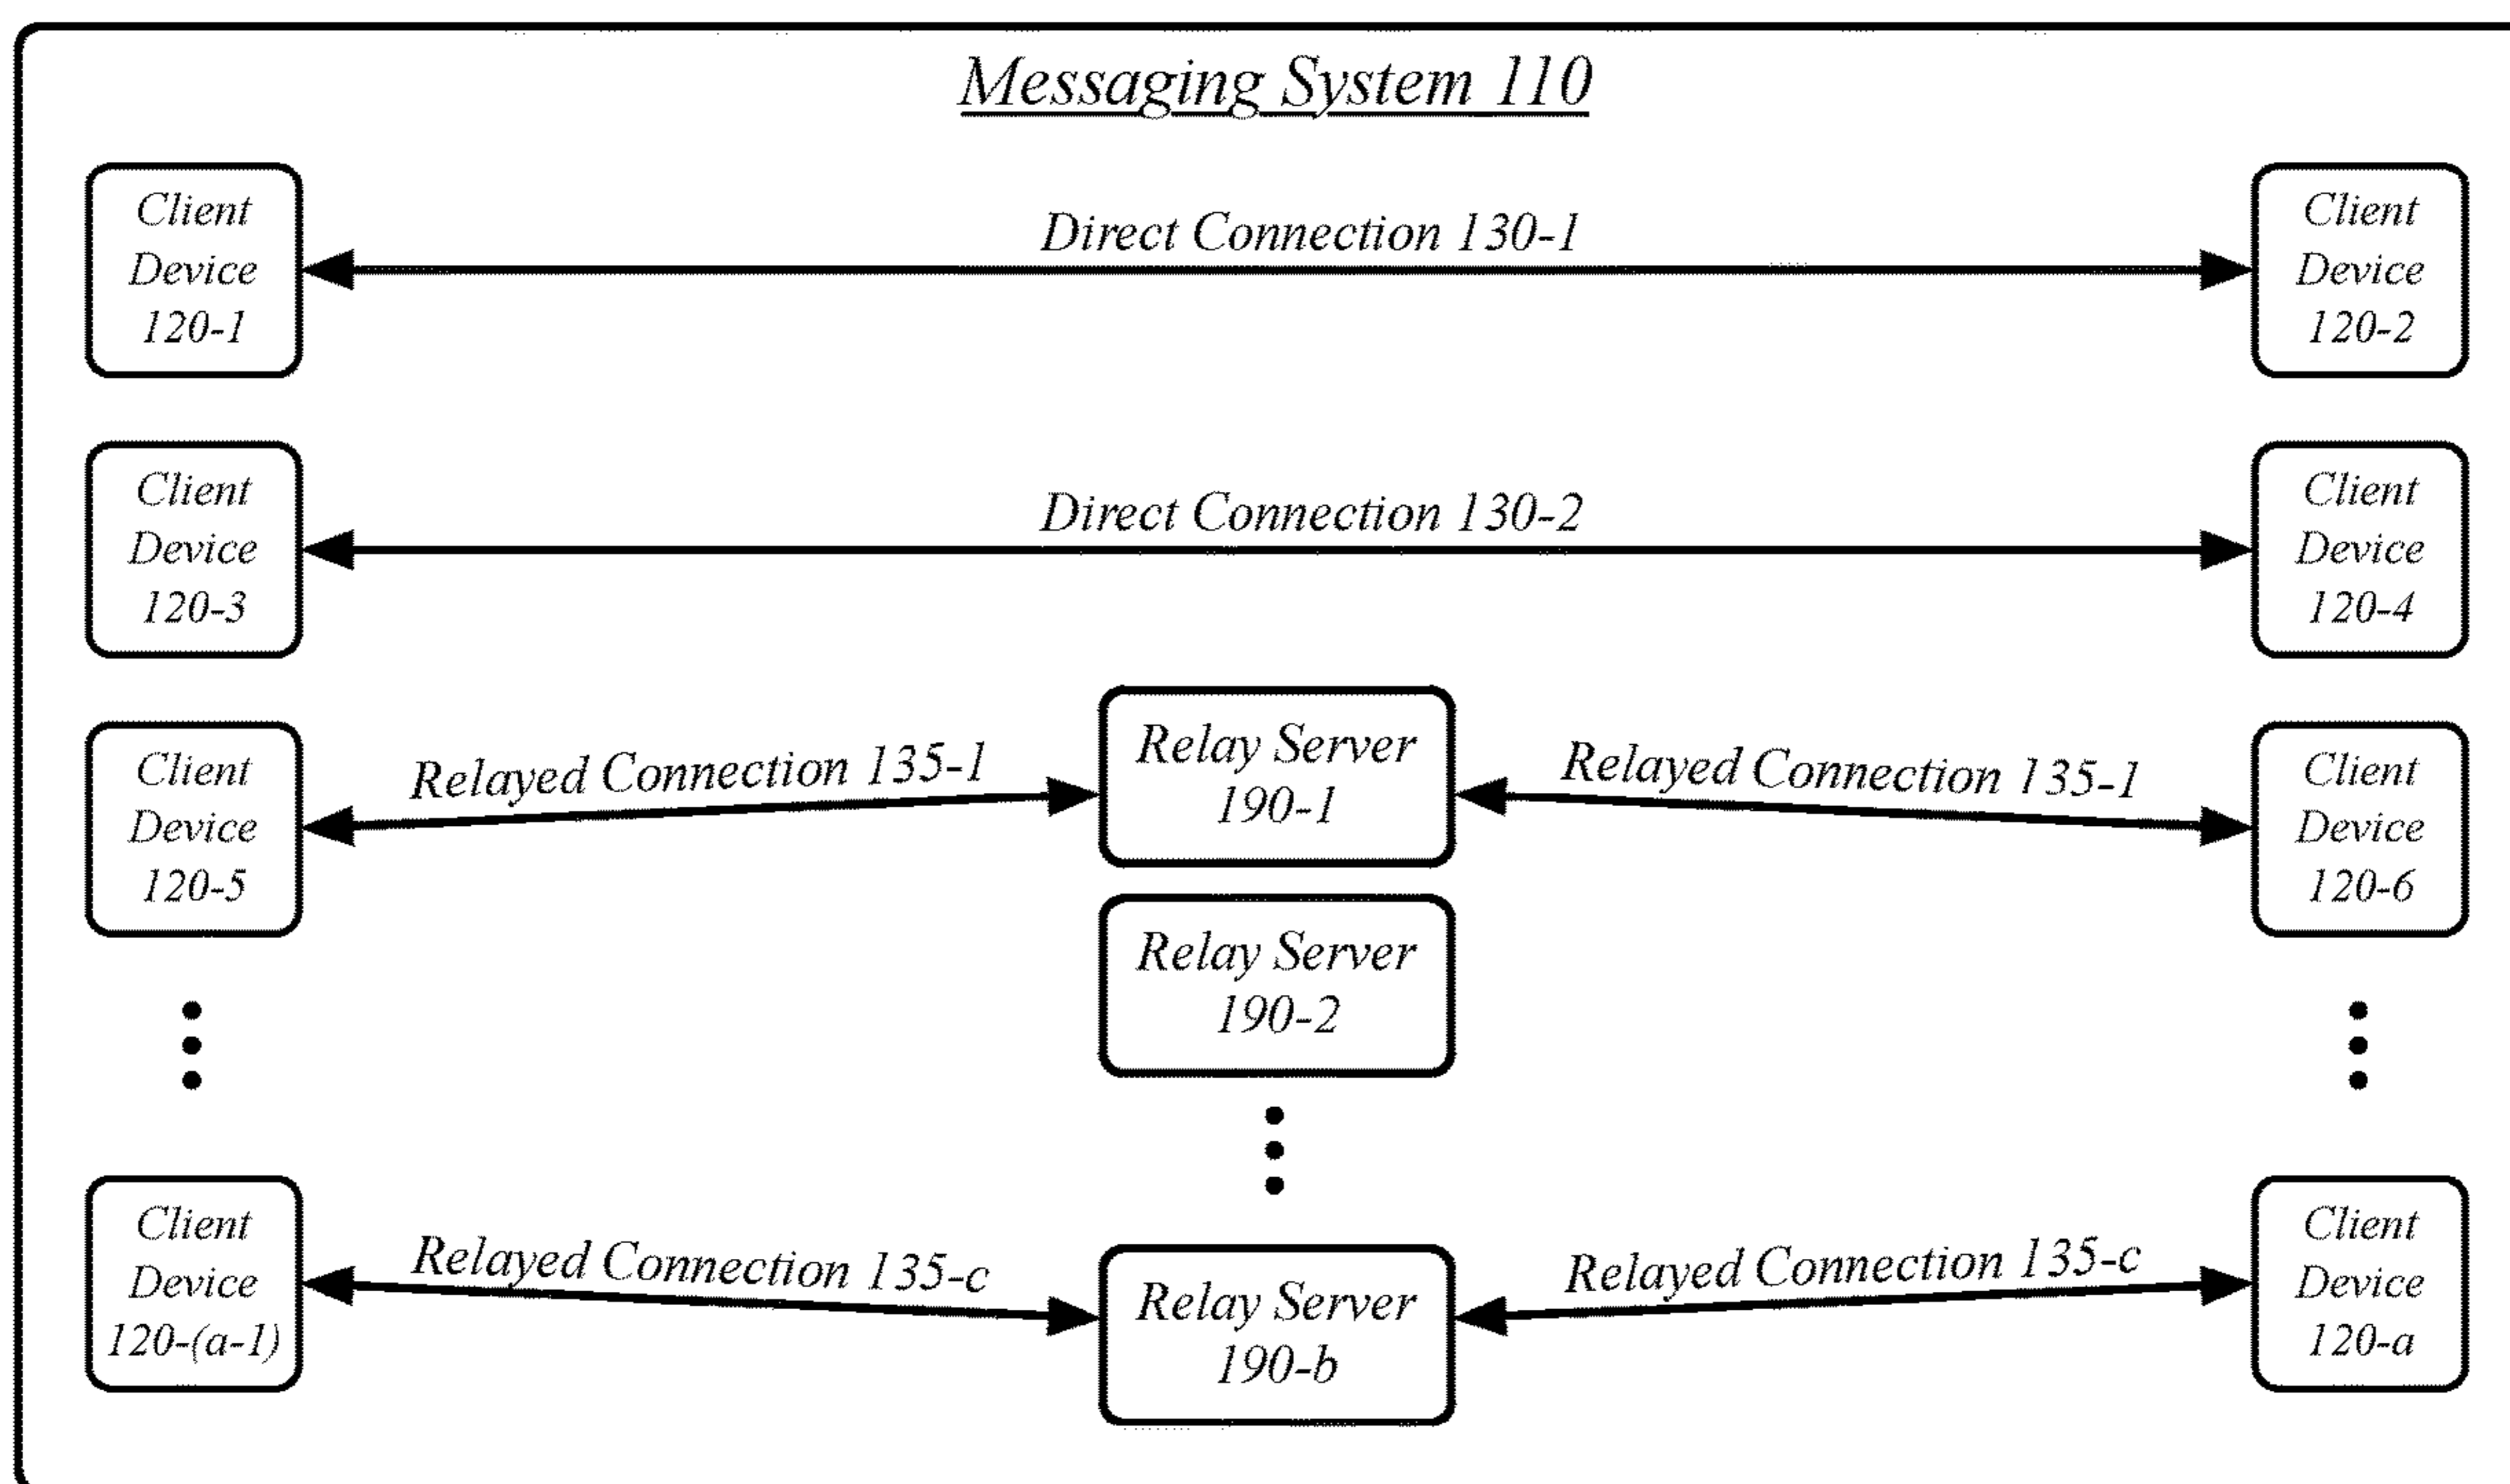 Messaging System 110
Client
Device
120-1
Direct Connection 130-1
Client
Device
120-2
Client
Device
120-3
Direct Connection 130-2
Client
Device
120-4
Client
Device
120-5
Relayed Connection 135-1
Relay Server
190-1
Relayed Connection 135-1
Client
Device
120-6
Relay Server
190-2
Client
Device
120-(a-1)
Relayed Connection 135-c
Relay Server
190-b
Relayed Connection 135-c
Client
Device
120-a